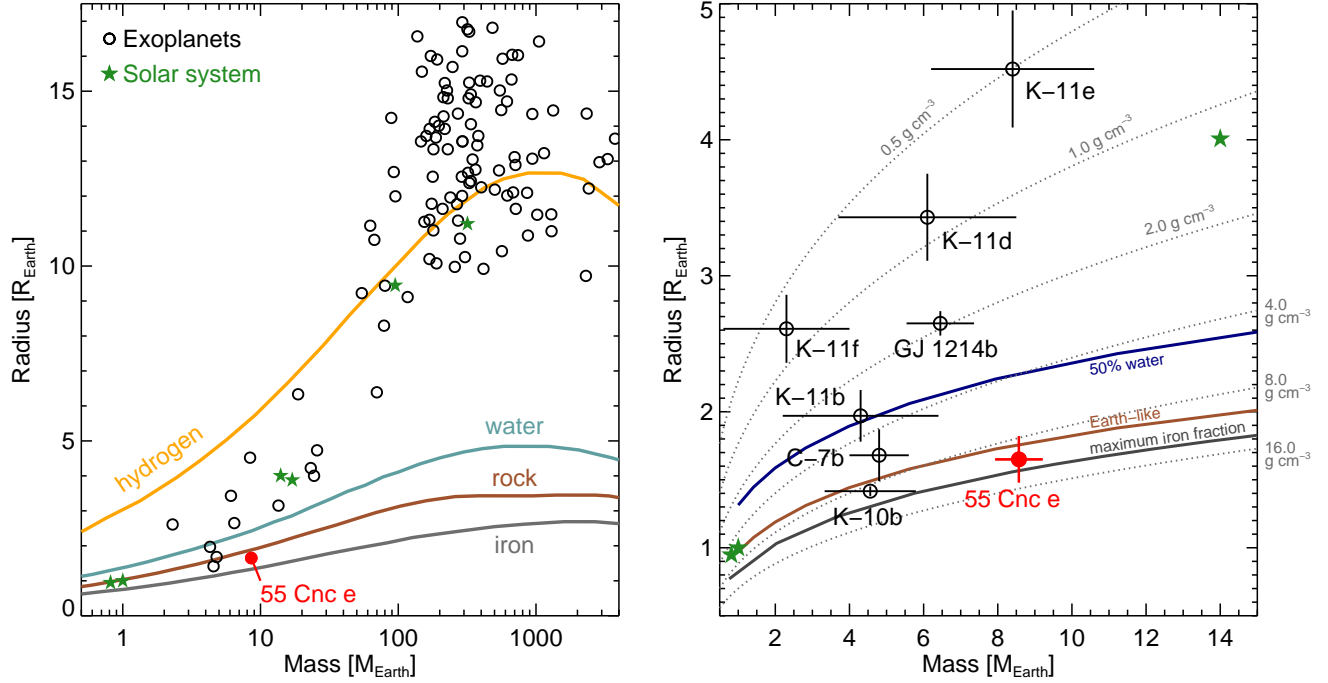 Exoplanets
Solar system
Radius [R_Earth]
15
10
5
0
hydrogen
water
rock
iron
55 Cnc e
1 10 100 1000
Mass [M_Earth]
Radius [R_Earth]
5
4
3
2
1
K−11e
0.5 g cm⁻³
1.0 g cm⁻³
K−11d
2.0 g cm⁻³
4.0
g cm⁻³
K−11f
GJ 1214b
50% water
K−11b
8.0
g cm⁻³
Earth−like
maximum iron fraction
C−7b
16.0
g cm⁻³
55 Cnc e
K−10b
2 4 6 8 10 12 14
Mass [M_Earth]